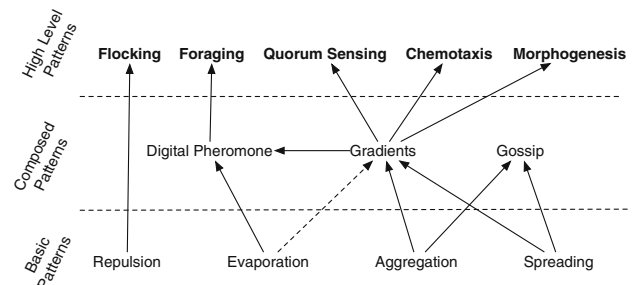 High Level
Patterns
Flocking Foraging Quorum Sensing Chemotaxis Morphogenesis
Composed
Patterns
Digital Pheromone Gradients Gossip
Basic
Patterns
Repulsion Evaporation Aggregation Spreading